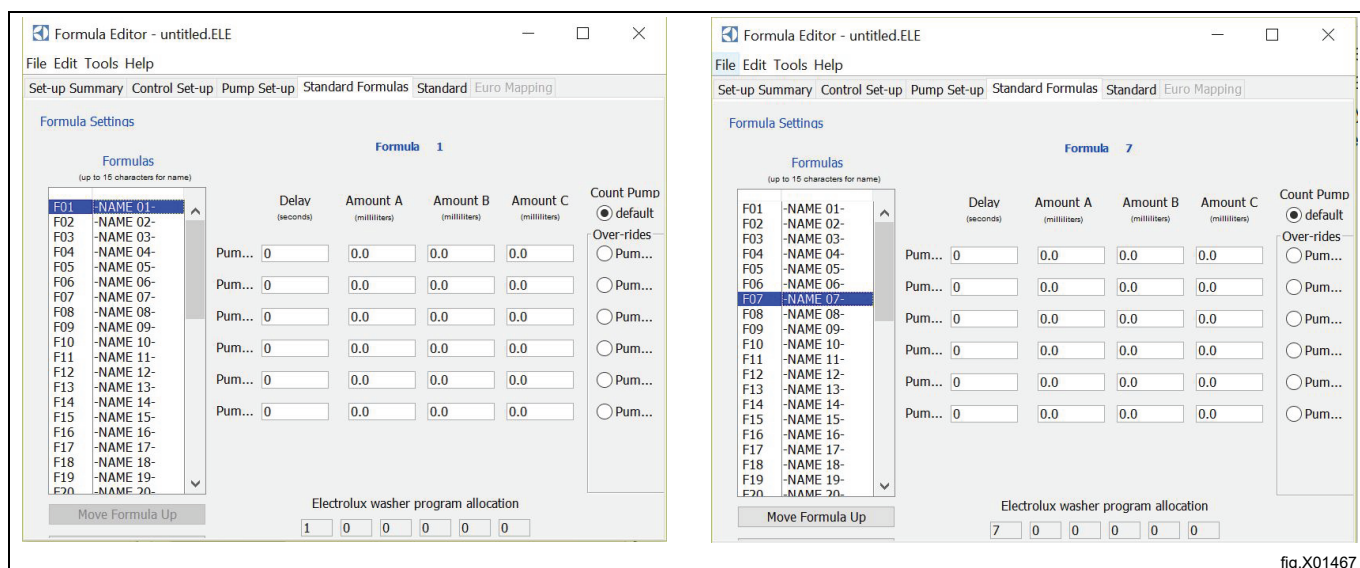 Formula Editor - untitled.ELE
File Edit Tools Help
Set-up Summary Control Set-up Pump Set-up Standard Formulas Standard Euro Mapping
Formula Settings
Formula 1
Formulas
(up to 15 characters for name)
Delay Amount A Amount B Amount C Count Pump
(seconds) (milliliters) (milliliters) (milliliters) default
Over-rides
F01 -NAME 01-
F02 -NAME 02-
F03 -NAME 03-
F04 -NAME 04-
F05 -NAME 05-
F06 -NAME 06-
F07 -NAME 07-
F08 -NAME 08-
F09 -NAME 09-
F10 -NAME 10-
F11 -NAME 11-
F12 -NAME 12-
F13 -NAME 13-
F14 -NAME 14-
F15 -NAME 15-
F16 -NAME 16-
F17 -NAME 17-
F18 -NAME 18-
F19 -NAME 19-
F20 -NAME 20-
Pum... 0 0.0 0.0 0.0 Pum...
Pum... 0 0.0 0.0 0.0 Pum...
Pum... 0 0.0 0.0 0.0 Pum...
Pum... 0 0.0 0.0 0.0 Pum...
Pum... 0 0.0 0.0 0.0 Pum...
Pum... 0 0.0 0.0 0.0 Pum...
Electrolux washer program allocation
Move Formula Up
1 0 0 0 0 0
Formula Editor - untitled.ELE
File Edit Tools Help
Set-up Summary Control Set-up Pump Set-up Standard Formulas Standard Euro Mapping
Formula Settings
Formula 7
Formulas
(up to 15 characters for name)
Delay Amount A Amount B Amount C Count Pump
(seconds) (milliliters) (milliliters) (milliliters) default
Over-rides
F01 -NAME 01-
F02 -NAME 02-
F03 -NAME 03-
F04 -NAME 04-
F05 -NAME 05-
F06 -NAME 06-
F07 -NAME 07-
F08 -NAME 08-
F09 -NAME 09-
F10 -NAME 10-
F11 -NAME 11-
F12 -NAME 12-
F13 -NAME 13-
F14 -NAME 14-
F15 -NAME 15-
F16 -NAME 16-
F17 -NAME 17-
F18 -NAME 18-
F19 -NAME 19-
F20 -NAME 20-
Pum... 0 0.0 0.0 0.0 Pum...
Pum... 0 0.0 0.0 0.0 Pum...
Pum... 0 0.0 0.0 0.0 Pum...
Pum... 0 0.0 0.0 0.0 Pum...
Pum... 0 0.0 0.0 0.0 Pum...
Pum... 0 0.0 0.0 0.0 Pum...
Electrolux washer program allocation
Move Formula Up
7 0 0 0 0 0
fig.X01467